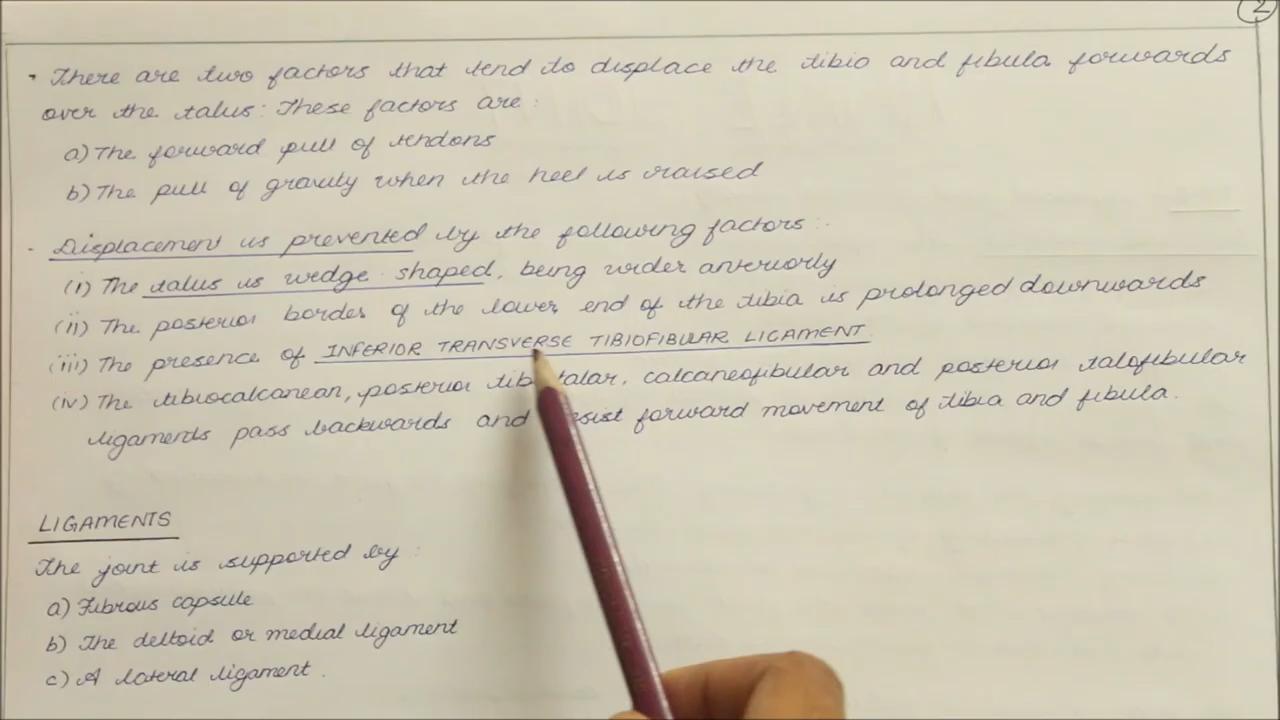 2
• There are two factors that tend to displace the tibia and fibula forwards
over the talus: These factors are:
a) The forward pull of tendons
b) The pull of gravity when the heel is raised
- Displacement is prevented by the following factors:
(i) The talus is wedge shaped, being wider anteriorly
(ii) The posterior border of the lower end of the tibia is prolonged downwards
(iii) The presence of INFERIOR TRANSVERSE TIBIOFIBULAR LIGAMENT
(iv) The tibiocalcanean, posterior calcaneofibular and posterior talofibular
ligaments pass backwards and forward movement of tibia and fibula.
LIGAMENTS
The joint is supported by:
a) Fibrous capsule
b) The deltoid or medial ligament
c) A lateral ligament.